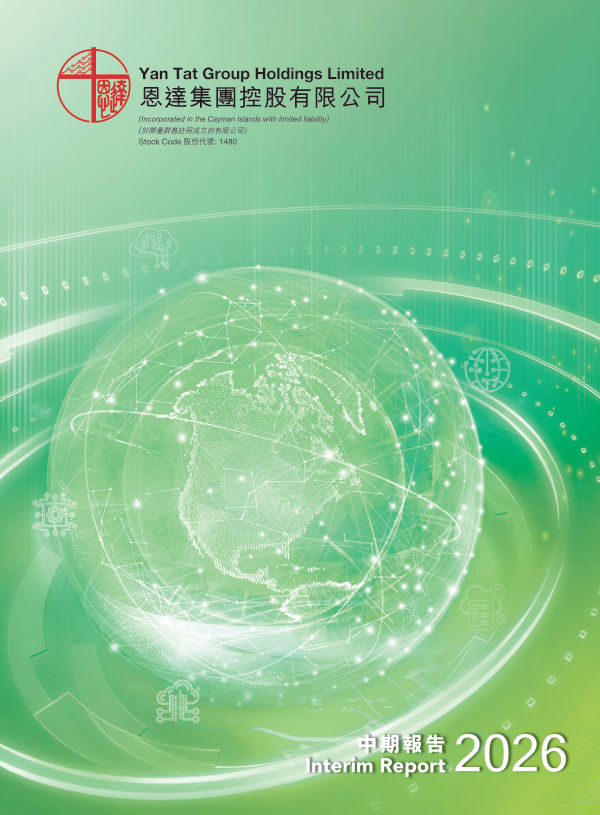 恩達
Yan Tat Group Holdings Limited
恩達集團控股有限公司
(Incorporated in the Cayman Islands with limited liability)
(於開曼群島註冊成立的有限公司)
Stock Code 股份代號: 1480
中期報告
Interim Report 2026